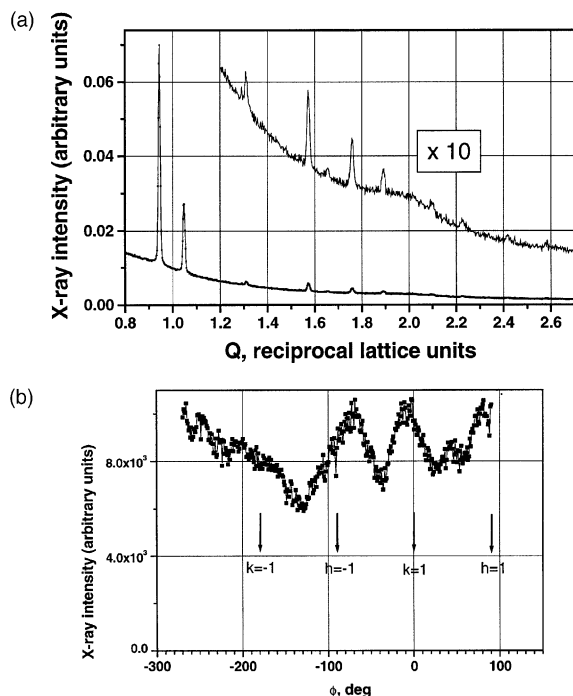 (a)
X-ray intensity (arbitrary units)
0.06
0.04
0.02
0.00
x 10
0.8 1.0 1.2 1.4 1.6 1.8 2.0 2.2 2.4 2.6
Q, reciprocal lattice units
(b)
X-ray intensity (arbitrary units)
8.0x10³
4.0x10³
0.0
k=-1 h=-1 k=1 h=1
-300 -200 -100 0 100
ϕ, deg